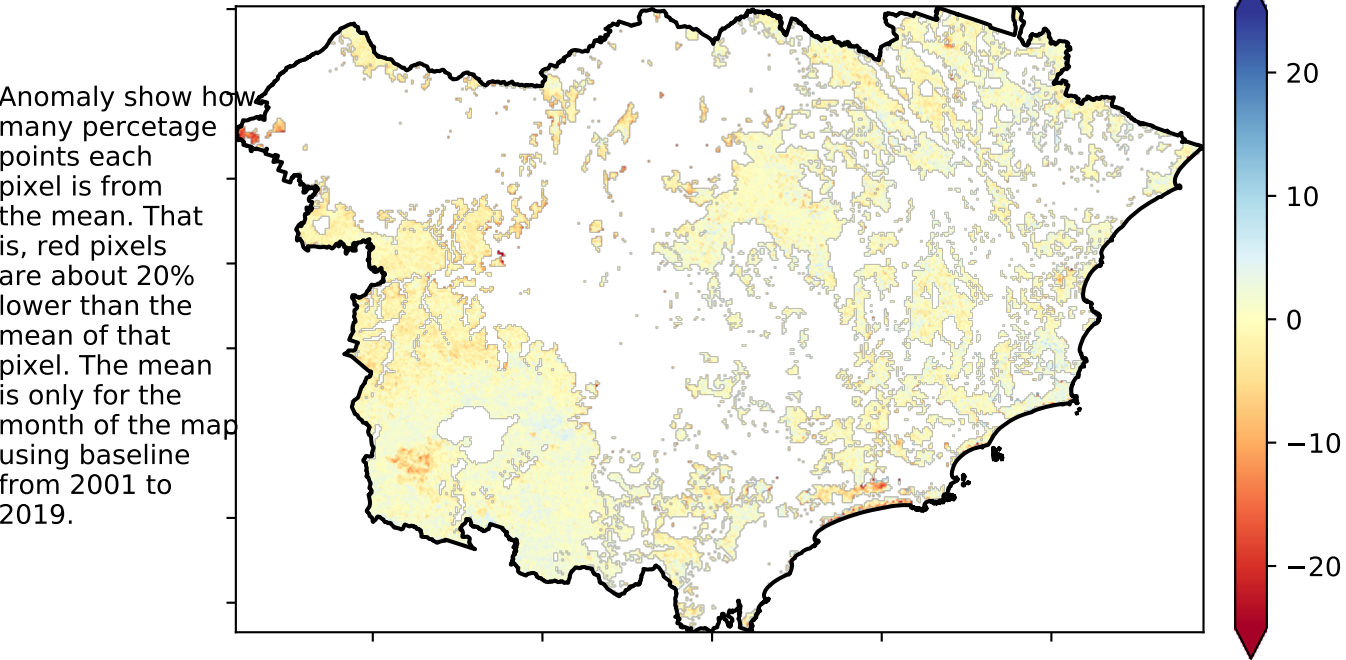 Anomaly show how
many percetage
points each
pixel is from
the mean. That
is, red pixels
are about 20%
lower than the
mean of that
pixel. The mean
is only for the
month of the map
using baseline
from 2001 to
2019.
20
10
0
−10
−20